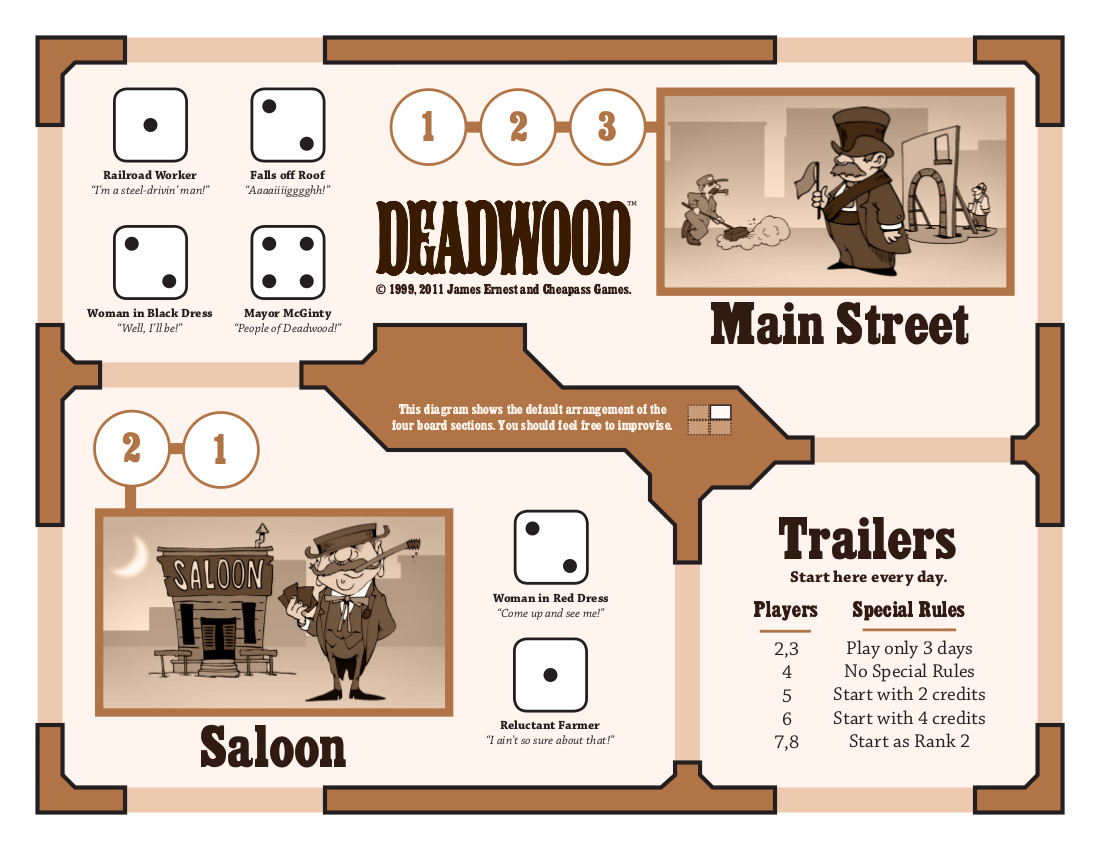 Railroad Worker
“I’m a steel-drivin’ man!”
Falls off Roof
“Aaaaiiiigggghh!”
Woman in Black Dress
“Well, I’ll be!”
Mayor McGinty
“People of Deadwood!”
1 2 3
DEADWOOD™
© 1999, 2011 James Ernest and Cheapass Games.
Main Street
This diagram shows the default arrangement of the
four board sections. You should feel free to improvise.
2 1
SALOON
Saloon
Woman in Red Dress
“Come up and see me!”
Reluctant Farmer
“I ain’t so sure about that!”
Trailers
Start here every day.
Players Special Rules
2,3 Play only 3 days
4 No Special Rules
5 Start with 2 credits
6 Start with 4 credits
7,8 Start as Rank 2